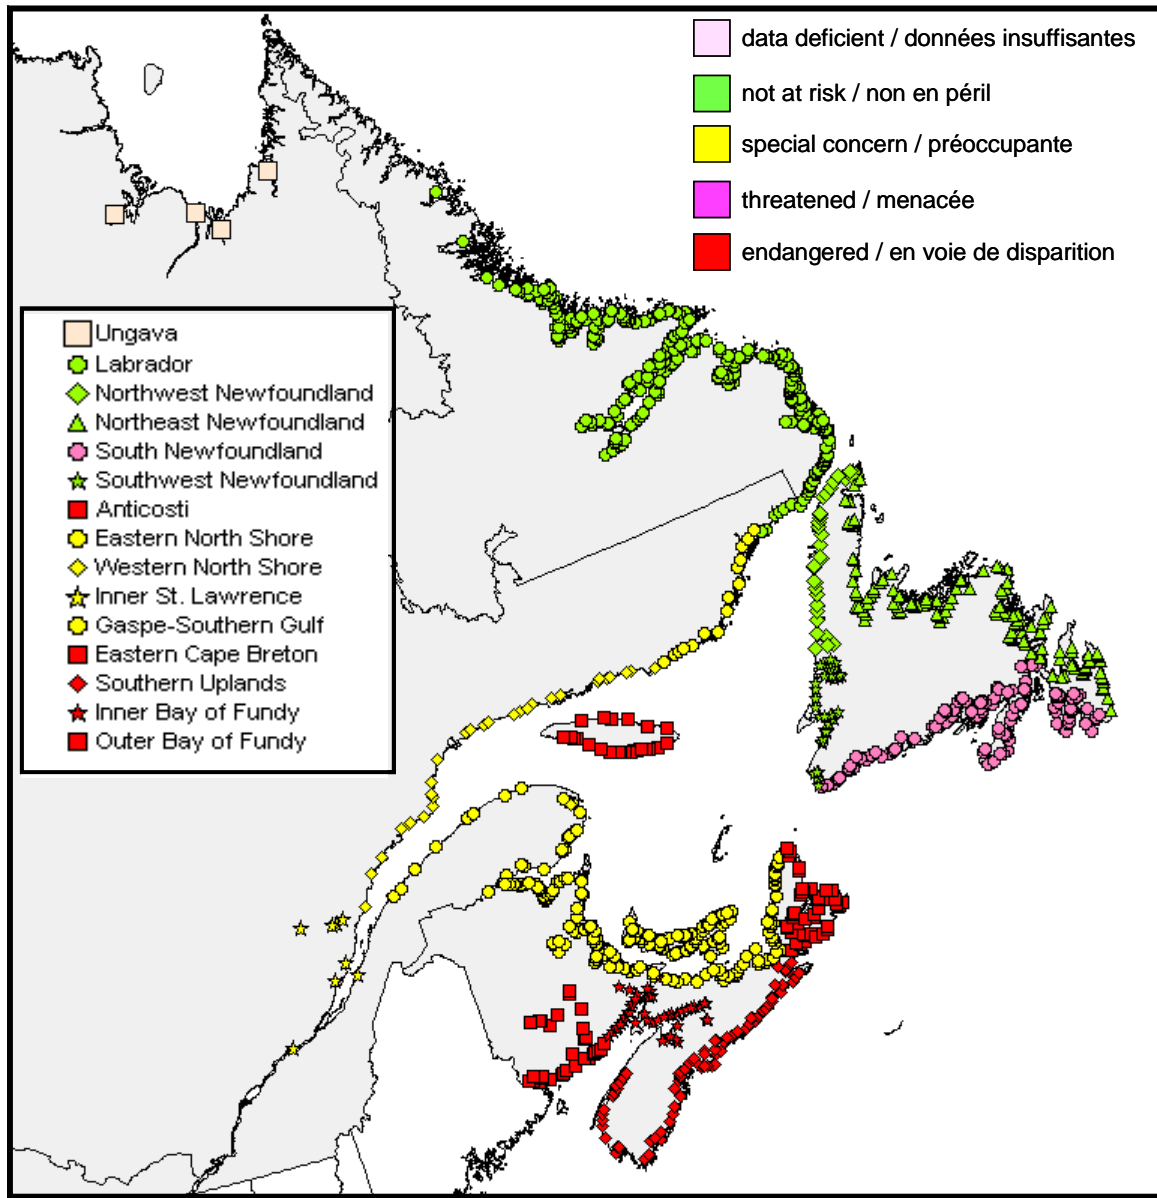 data deficient / données insuffisantes
not at risk / non en péril
special concern / préoccupante
threatened / menacée
endangered / en voie de disparition
Ungava
Labrador
Northwest Newfoundland
Northeast Newfoundland
South Newfoundland
Southwest Newfoundland
Anticosti
Eastern North Shore
Western North Shore
Inner St. Lawrence
Gaspe-Southern Gulf
Eastern Cape Breton
Southern Uplands
Inner Bay of Fundy
Outer Bay of Fundy